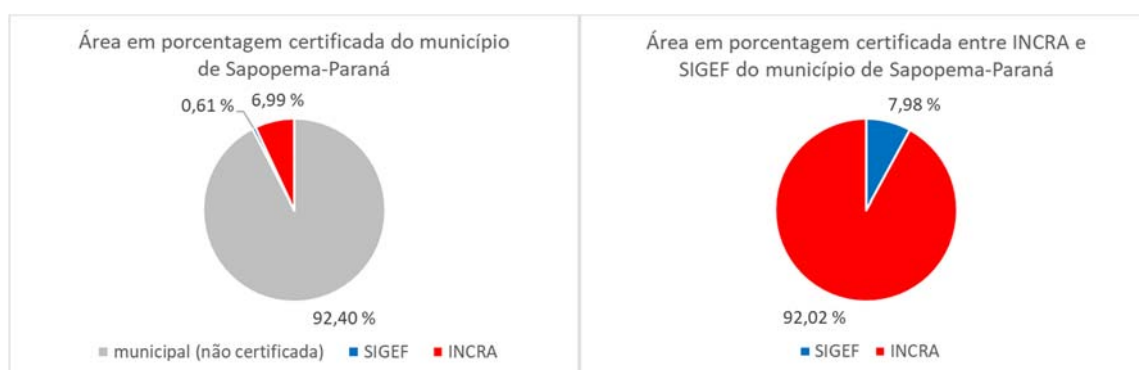 Área em porcentagem certificada do município
de Sapopema-Paraná
0,61 % 6,99 %
92,40 %
municipal (não certificada) SIGEF INCRA
Área em porcentagem certificada entre INCRA e
SIGEF do município de Sapopema-Paraná
7,98 %
92,02 %
SIGEF INCRA